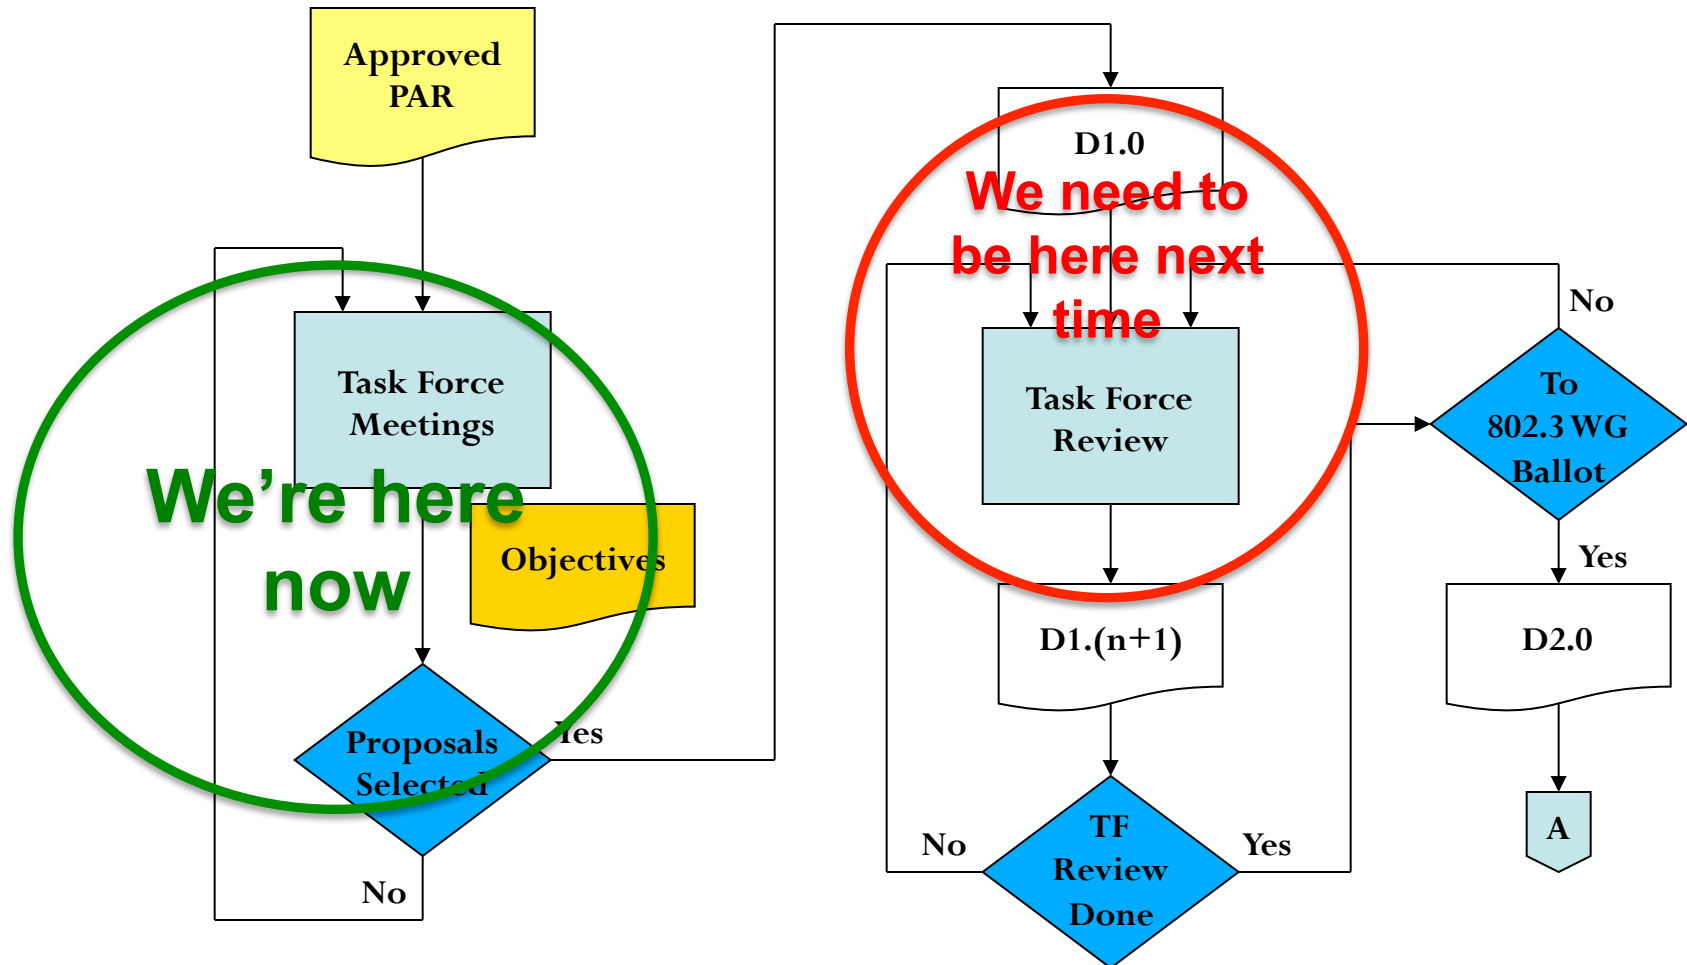 Approved
PAR
Task Force
Meetings
We're here
now
Objectives
Proposals
Selected
Yes
No
D1.0
We need to
be here next
time
Task Force
Review
D1.(n+1)
TF
Review
Done
No
Yes
No
To
802.3 WG
Ballot
Yes
D2.0
A